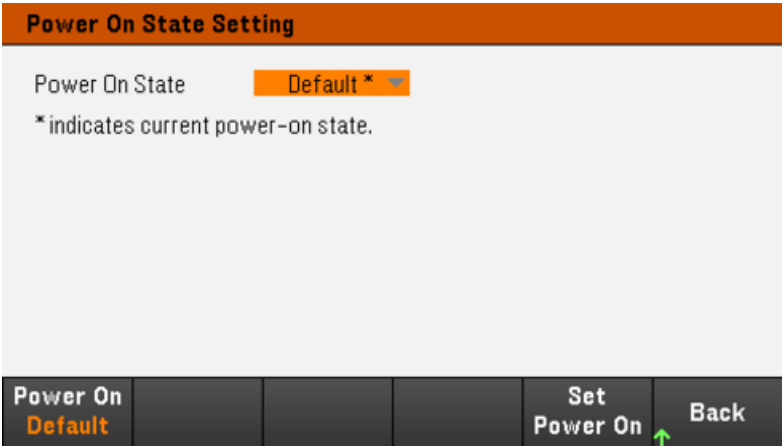 Power On State Setting
Power On State Default *
* indicates current power-on state.
Power On
Default
Set
Power On
Back